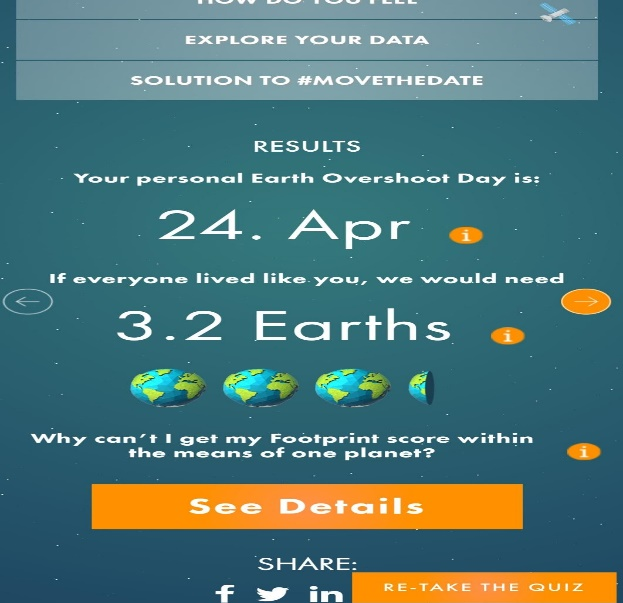 HOW DO YOU FEEL
EXPLORE YOUR DATA
SOLUTION TO #MOVETHEDATE
RESULTS
Your personal Earth Overshoot Day is:
24. Apr
If everyone lived like you, we would need
3.2 Earths
Why can't I get my Footprint score within
the means of one planet?
See Details
SHARE:
RE-TAKE THE QUIZ